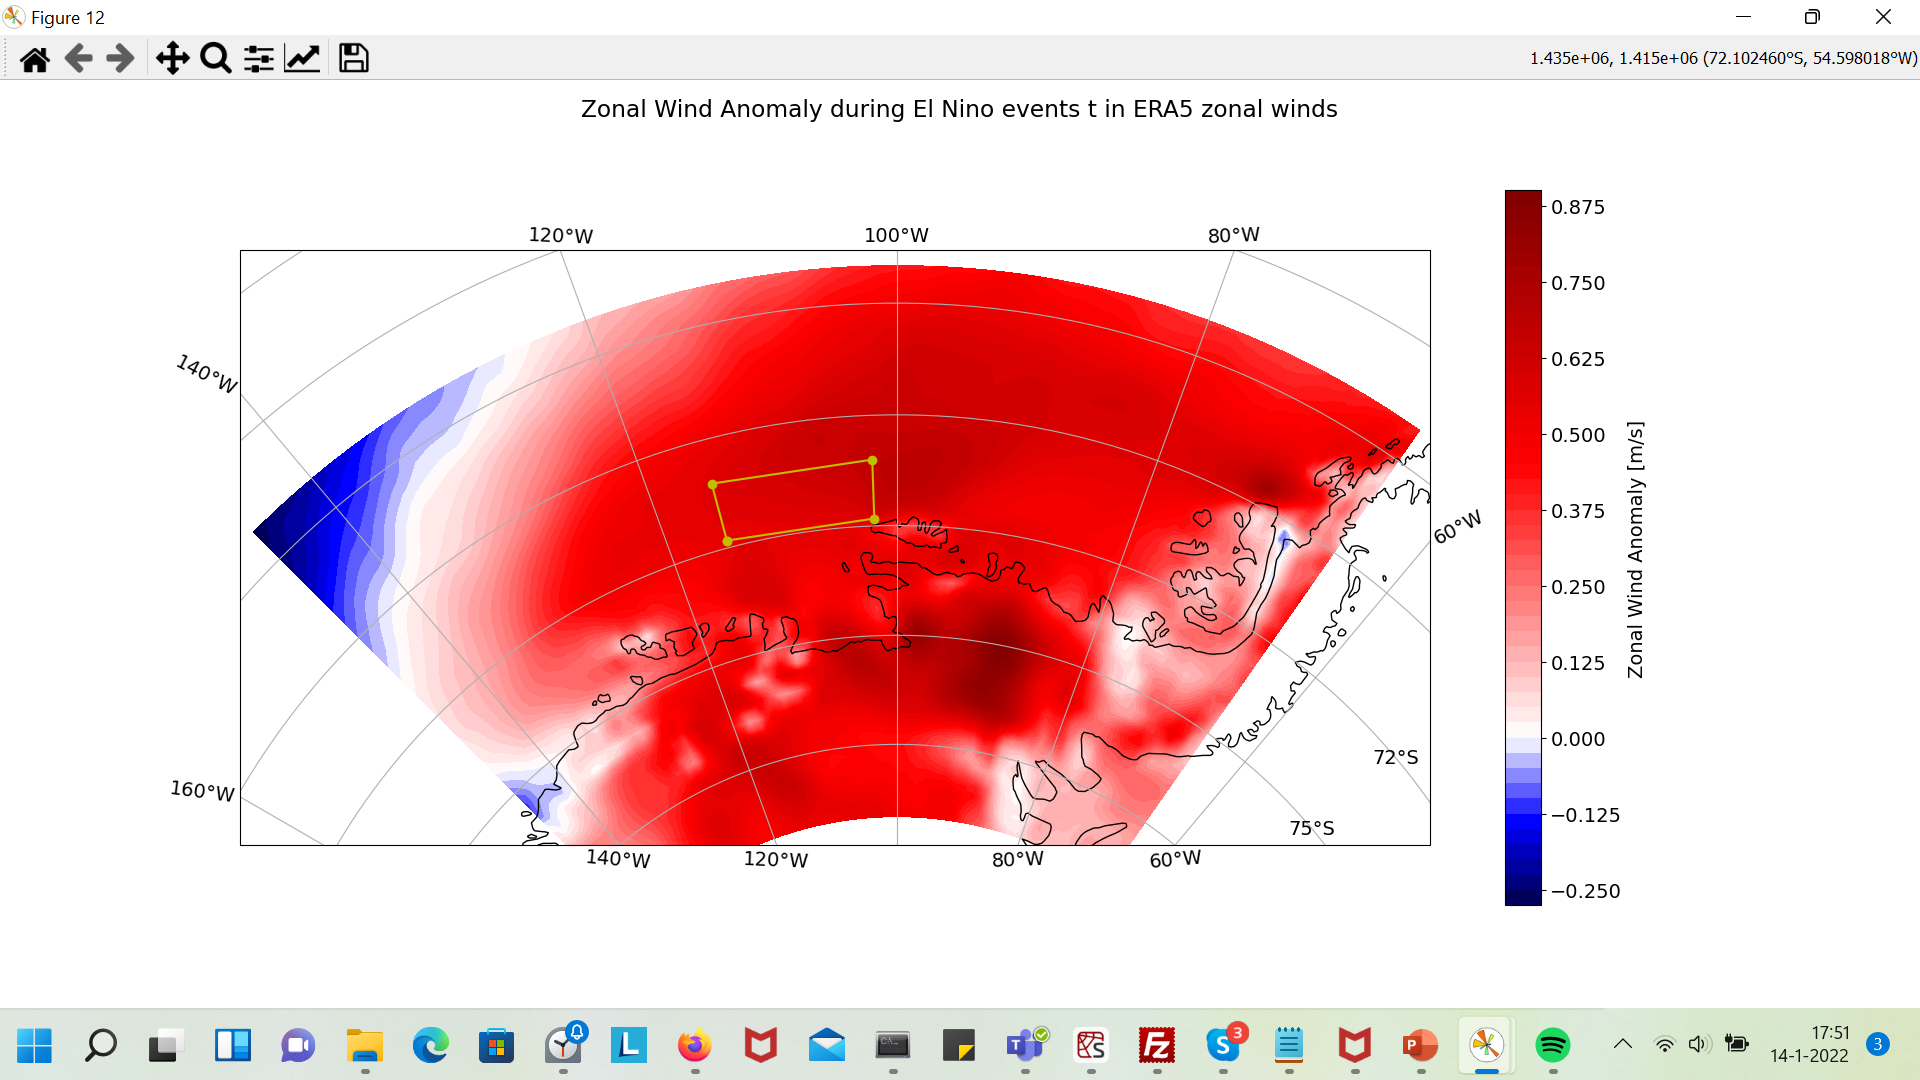 Figure 12
1.435e+06, 1.415e+06 (72.102460°S, 54.598018°W)
Zonal Wind Anomaly during El Nino events t in ERA5 zonal winds
120°W 100°W 80°W
140°W
160°W
60°W
72°S
75°S
140°W 120°W 80°W 60°W
0.875
0.750
0.625
0.500
0.375
0.250
0.125
0.000
−0.125
−0.250
Zonal Wind Anomaly [m/s]
L
C:\_
T
S
Fz
S
3
P
17:51
14-1-2022
3